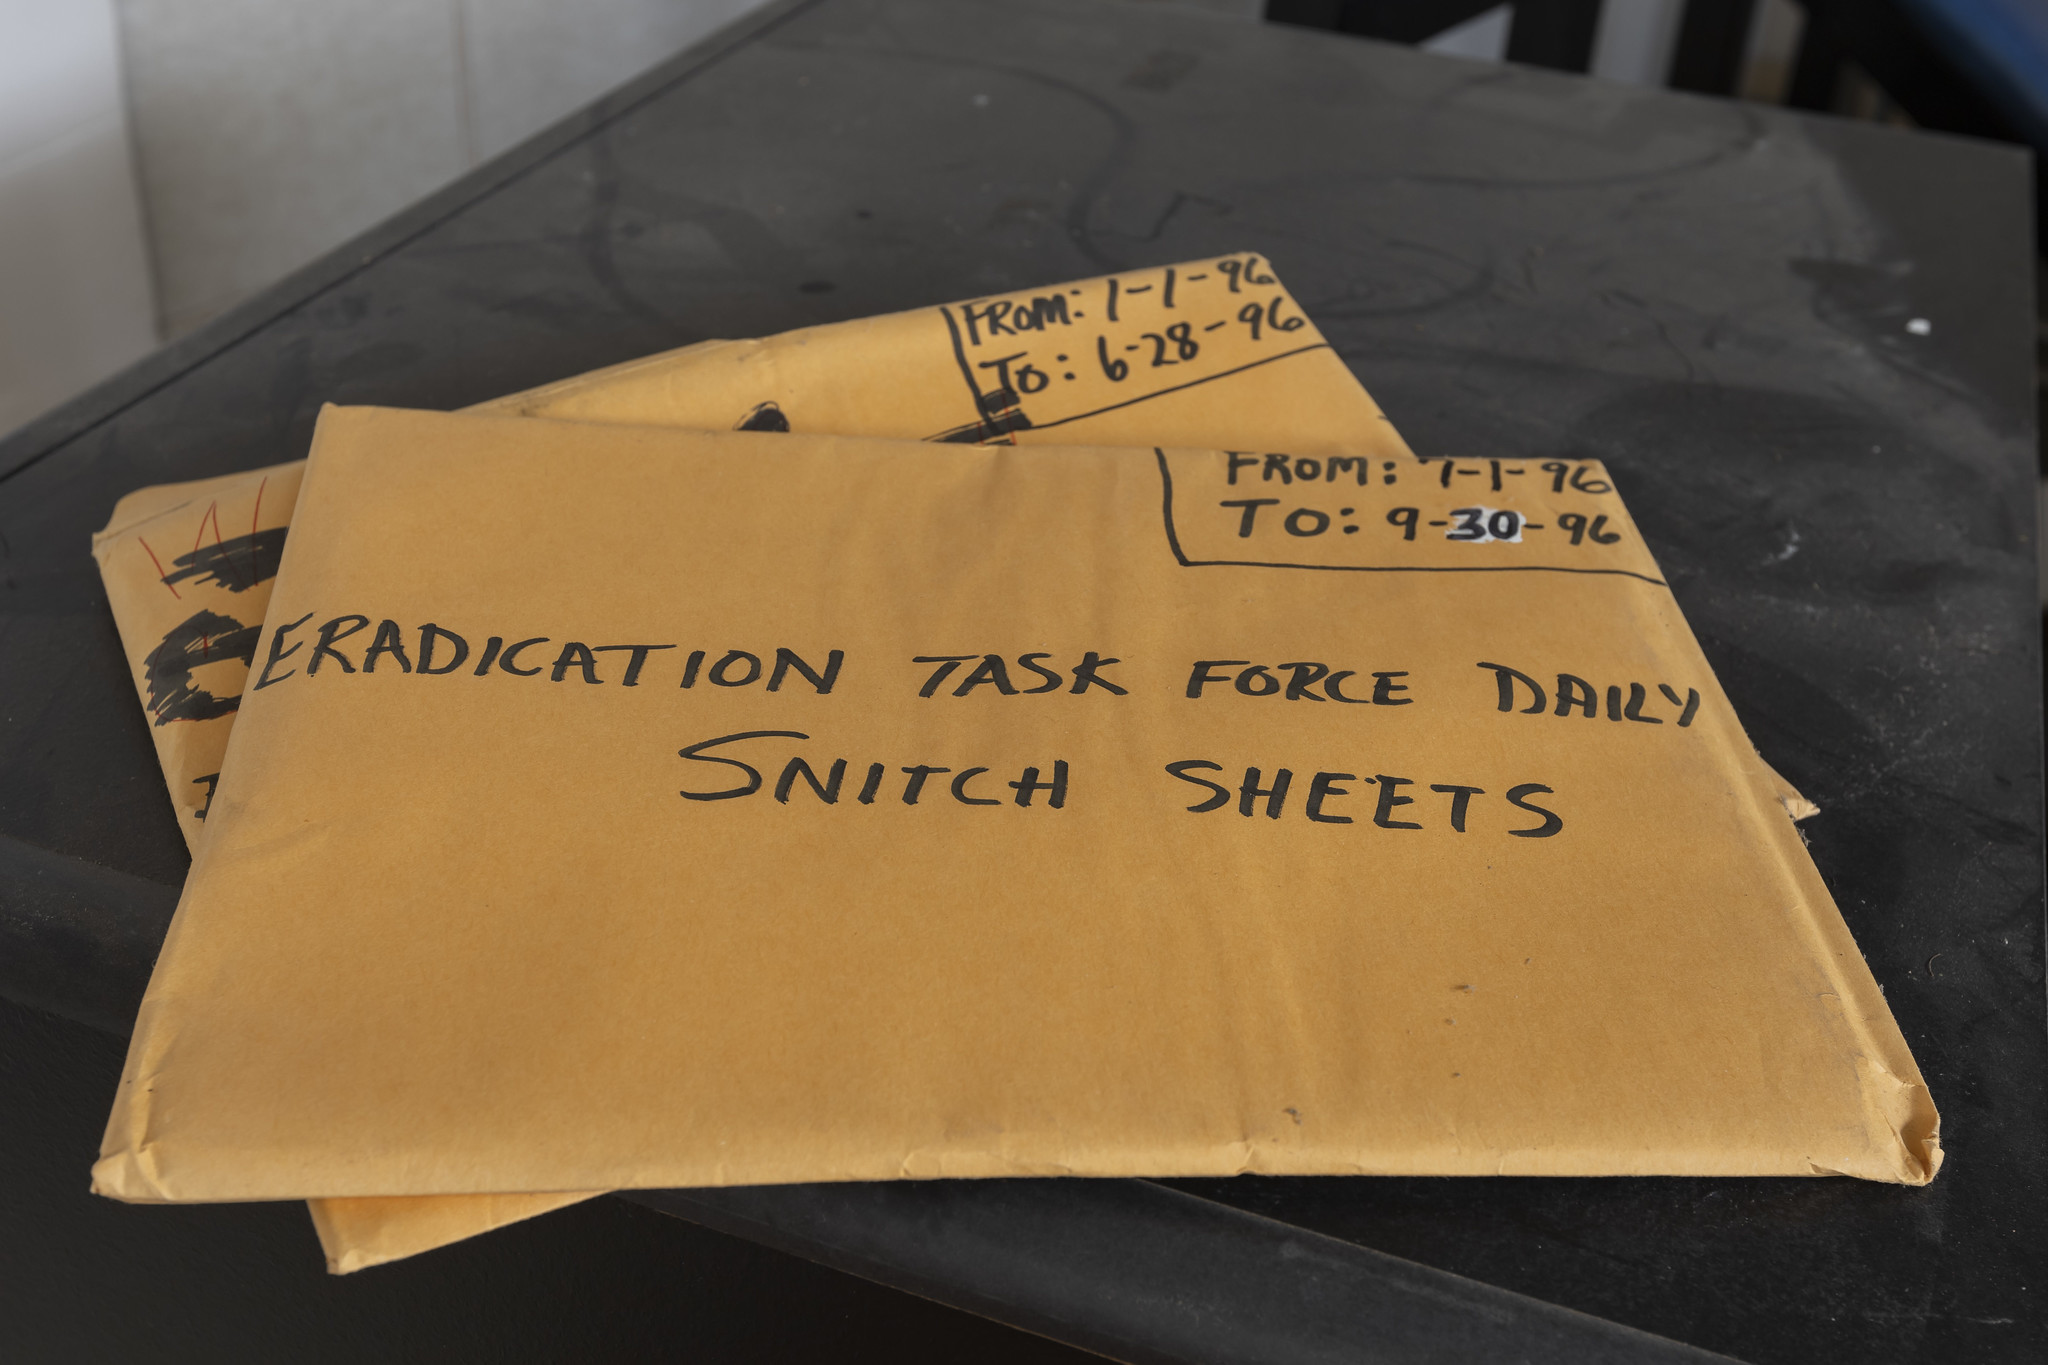 FROM: 1-1-96
TO: 6-28-96
FROM: 7-1-96
TO: 9-30-96
ERADICATION TASK FORCE DAILY
SNITCH SHEETS